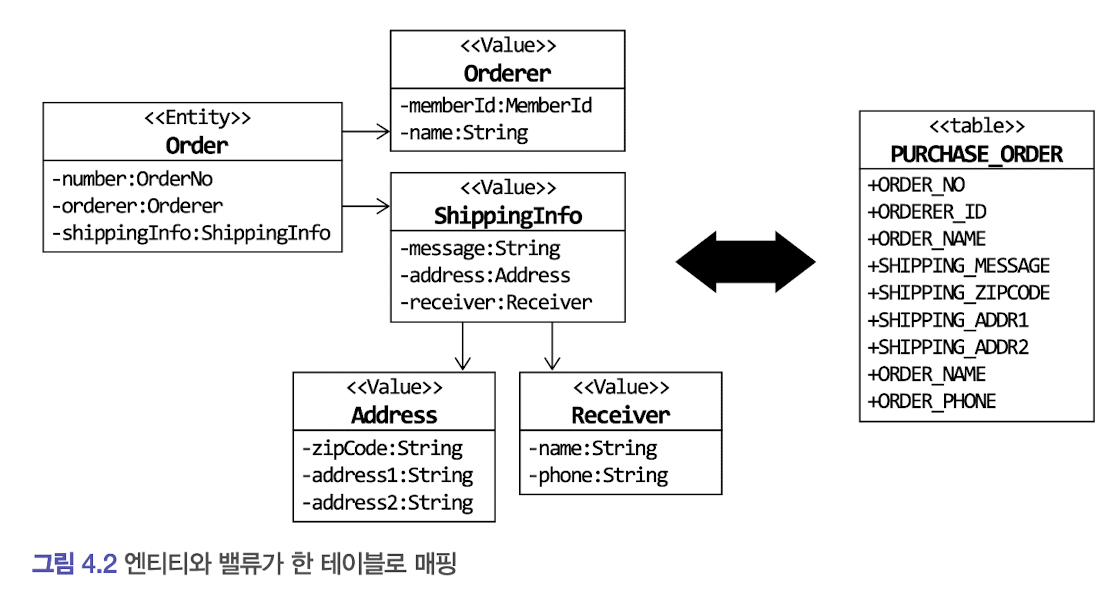 <<Value>>
Orderer
-memberId:MemberId
-name:String
<<Entity>>
Order
-number:OrderNo
-orderer:Orderer
-shippingInfo:ShippingInfo
<<Value>>
ShippingInfo
-message:String
-address:Address
-receiver:Receiver
<<Value>>
Address
-zipCode:String
-address1:String
-address2:String
<<Value>>
Receiver
-name:String
-phone:String
<<table>>
PURCHASE_ORDER
+ORDER_NO
+ORDERER_ID
+ORDER_NAME
+SHIPPING_MESSAGE
+SHIPPING_ZIPCODE
+SHIPPING_ADDR1
+SHIPPING_ADDR2
+ORDER_NAME
+ORDER_PHONE
그림 4.2 엔티티와 밸류가 한 테이블로 매핑